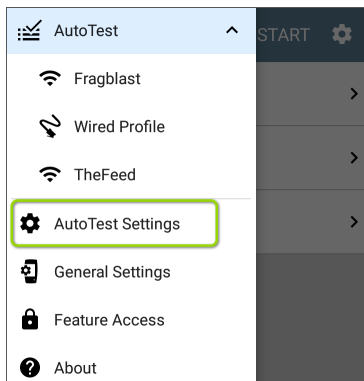 AutoTest
START
Fragblast
Wired Profile
TheFeed
AutoTest Settings
General Settings
Feature Access
About